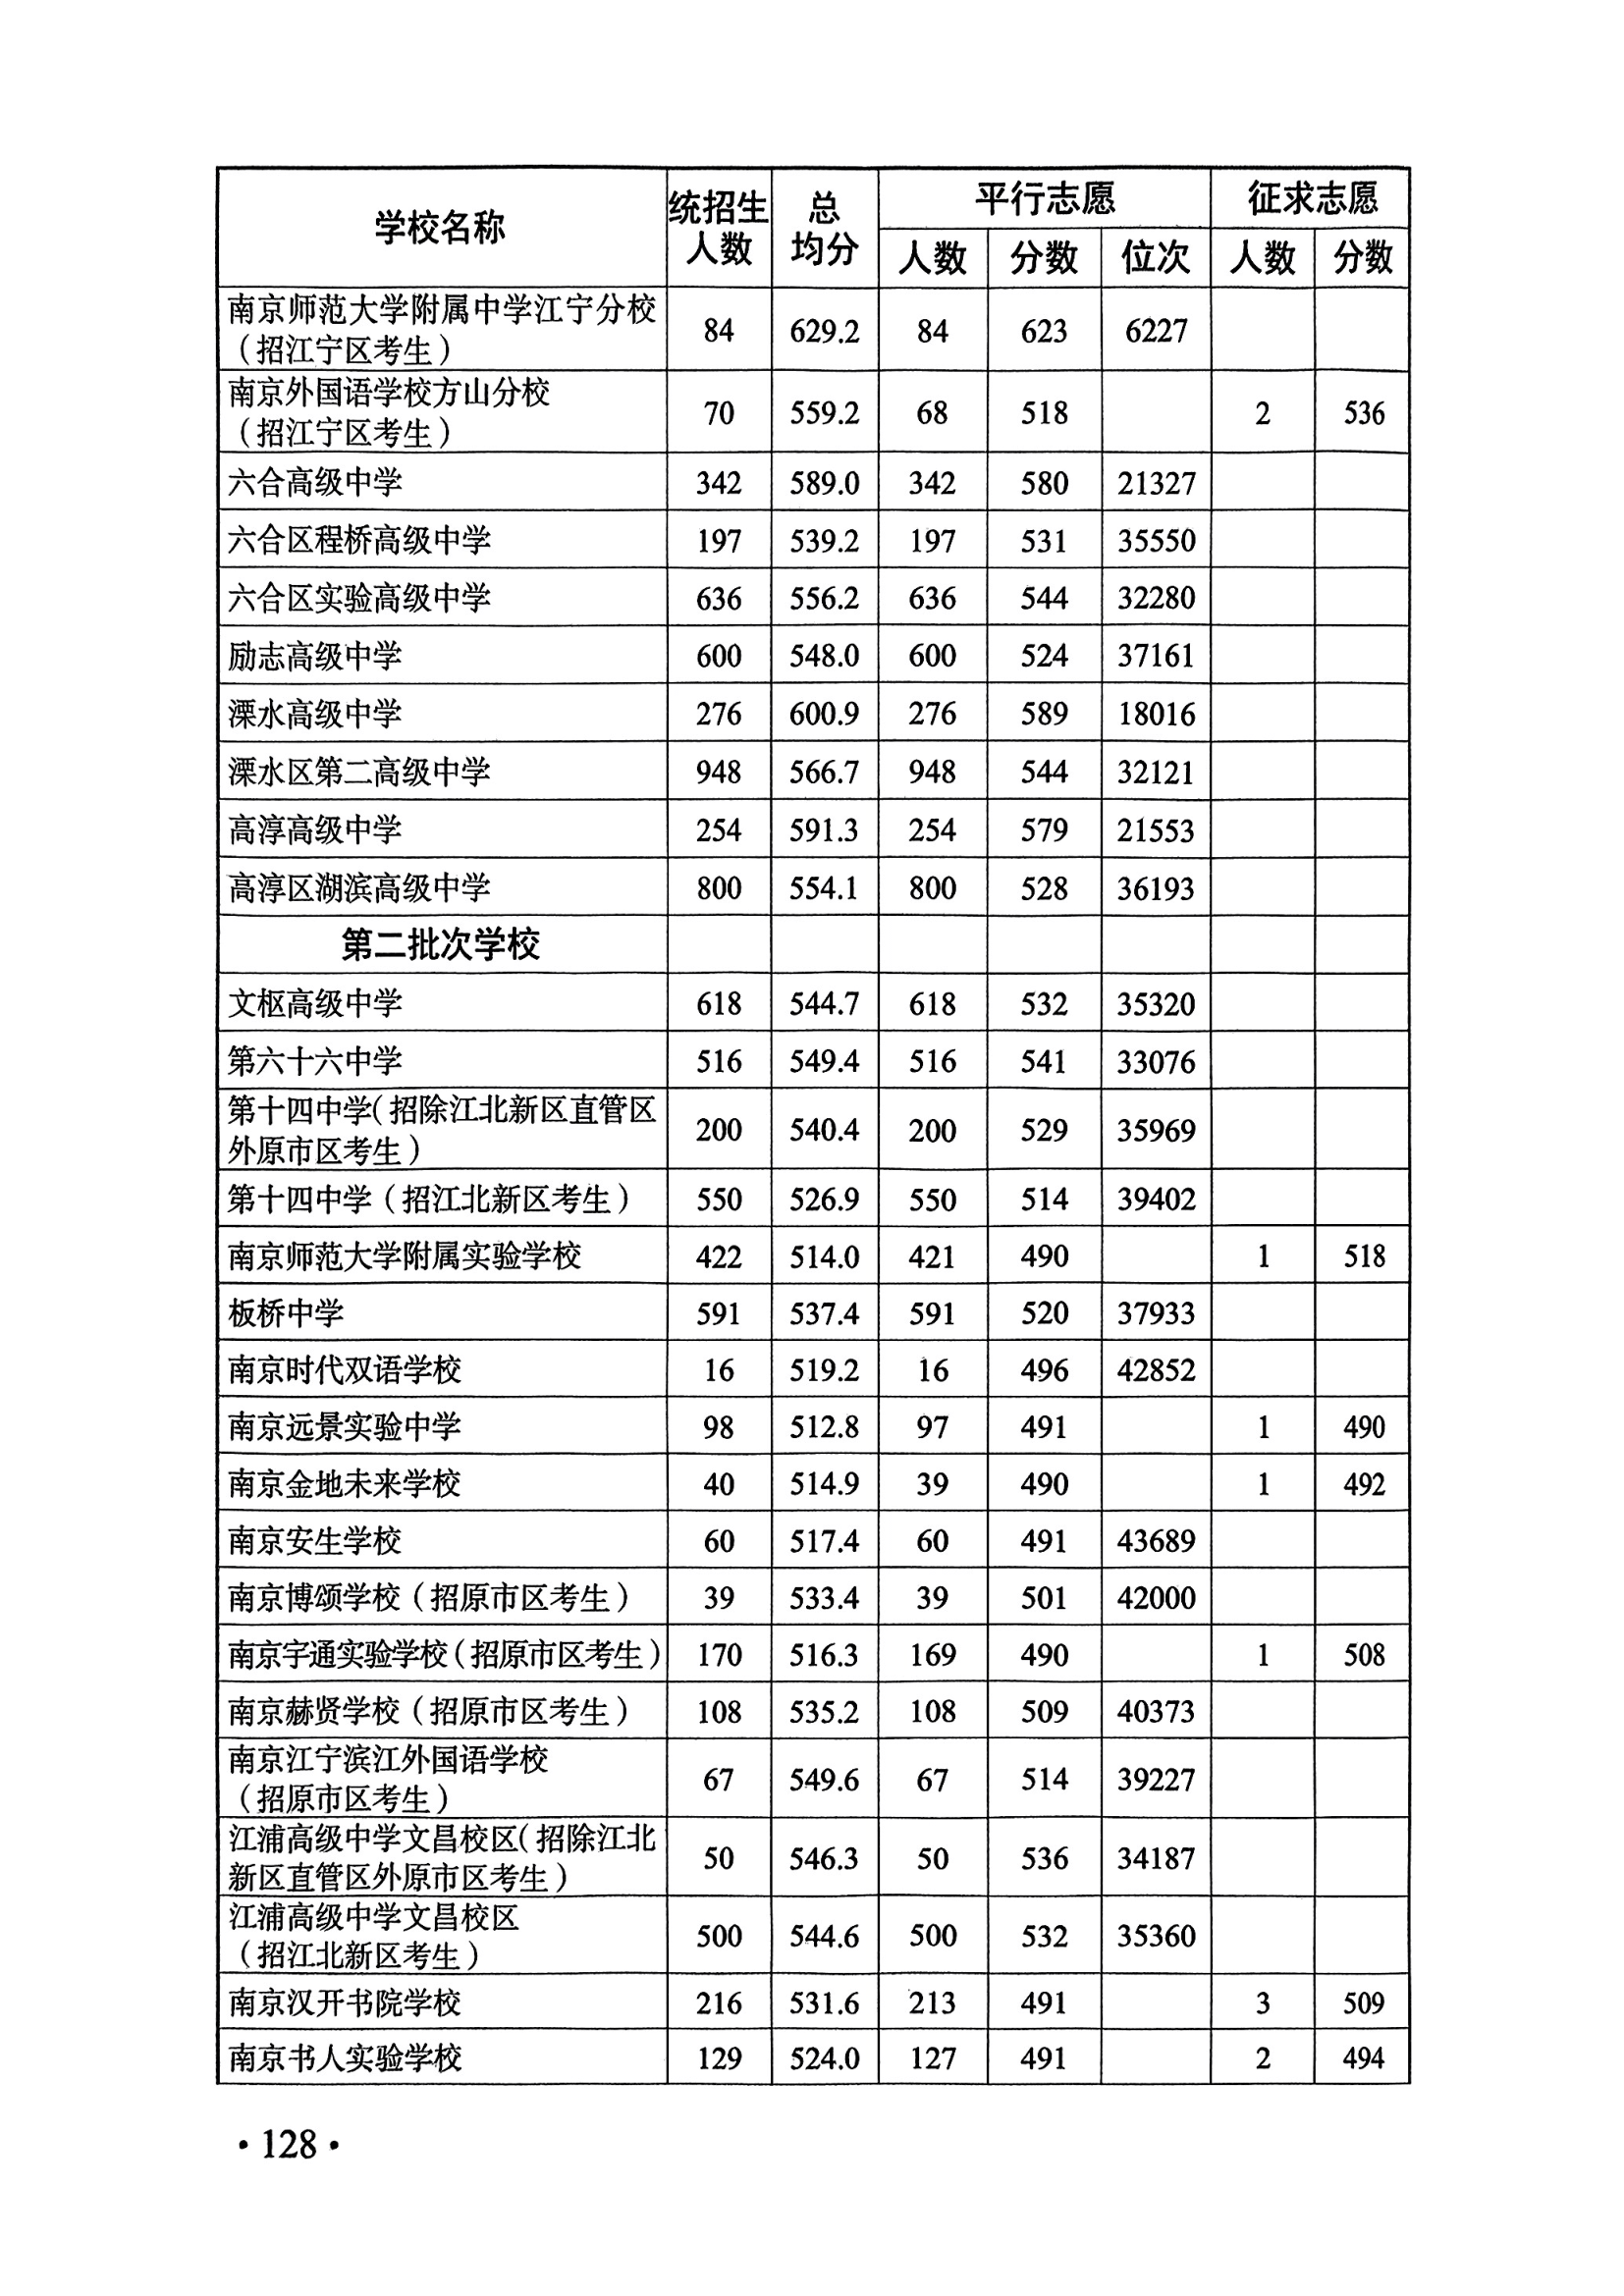 学校名称 统招生人数 总均分 平行志愿 征求志愿
人数 分数 位次 人数 分数
南京师范大学附属中学江宁分校
（招江宁区考生） 84 629.2 84 623 6227
南京外国语学校方山分校
（招江宁区考生） 70 559.2 68 518 2 536
六合高级中学 342 589.0 342 580 21327
六合区程桥高级中学 197 539.2 197 531 35550
六合区实验高级中学 636 556.2 636 544 32280
励志高级中学 600 548.0 600 524 37161
溧水高级中学 276 600.9 276 589 18016
溧水区第二高级中学 948 566.7 948 544 32121
高淳高级中学 254 591.3 254 579 21553
高淳区湖滨高级中学 800 554.1 800 528 36193
第二批次学校
文枢高级中学 618 544.7 618 532 35320
第六十六中学 516 549.4 516 541 33076
第十四中学（招除江北新区直管区
外原市区考生） 200 540.4 200 529 35969
第十四中学（招江北新区考生） 550 526.9 550 514 39402
南京师范大学附属实验学校 422 514.0 421 490 1 518
板桥中学 591 537.4 591 520 37933
南京时代双语学校 16 519.2 16 496 42852
南京远景实验中学 98 512.8 97 491 1 490
南京金地未来学校 40 514.9 39 490 1 492
南京安生学校 60 517.4 60 491 43689
南京博颂学校（招原市区考生） 39 533.4 39 501 42000
南京宇通实验学校（招原市区考生） 170 516.3 169 490 1 508
南京赫贤学校（招原市区考生） 108 535.2 108 509 40373
南京江宁滨江外国语学校
（招原市区考生） 67 549.6 67 514 39227
江浦高级中学文昌校区（招除江北
新区直管区外原市区考生） 50 546.3 50 536 34187
江浦高级中学文昌校区
（招江北新区考生） 500 544.6 500 532 35360
南京汉开书院学校 216 531.6 213 491 3 509
南京书人实验学校 129 524.0 127 491 2 494
·128·